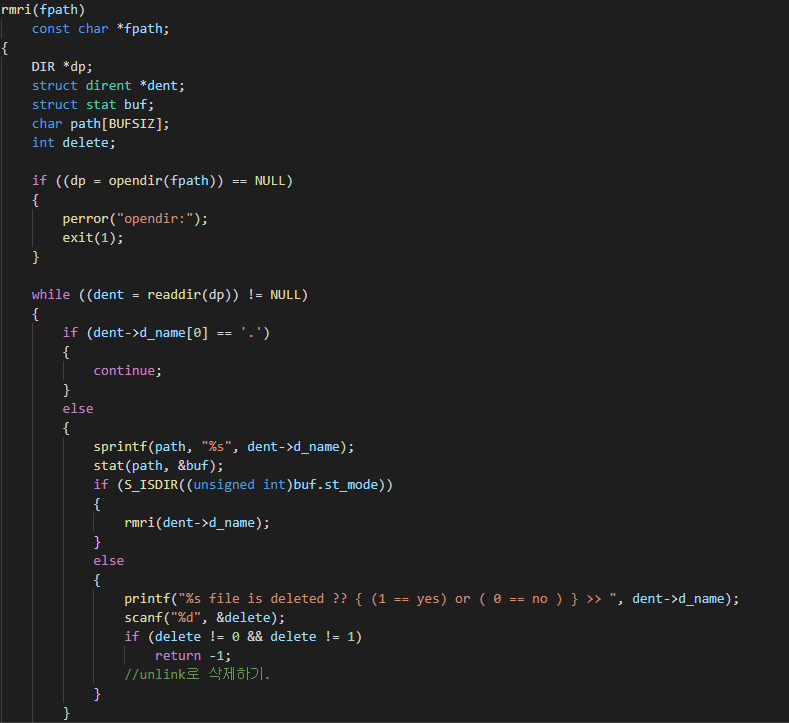 rmri(fpath)
    const char *fpath;
{
    DIR *dp;
    struct dirent *dent;
    struct stat buf;
    char path[BUFSIZ];
    int delete;

    if ((dp = opendir(fpath)) == NULL)
    {
        perror("opendir:");
        exit(1);
    }

    while ((dent = readdir(dp)) != NULL)
    {
        if (dent->d_name[0] == '.')
        {
            continue;
        }
        else
        {
            sprintf(path, "%s", dent->d_name);
            stat(path, &buf);
            if (S_ISDIR((unsigned int)buf.st_mode))
            {
                rmri(dent->d_name);
            }
            else
            {
                printf("%s file is deleted ?? { (1 == yes) or ( 0 == no ) } >> ", dent->d_name);
                scanf("%d", &delete);
                if (delete != 0 && delete != 1)
                    return -1;
                //unlink로 삭제하기.
            }
        }